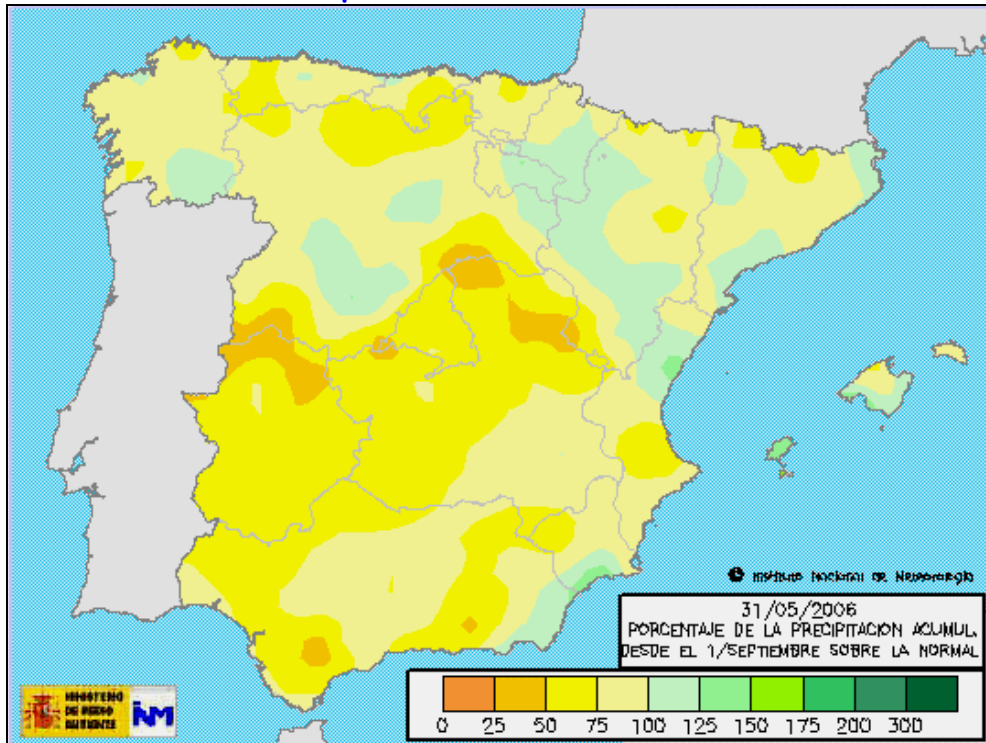 © Instituto Nacional de Meteorología
31/05/2006
PORCENTAJE DE LA PRECIPITACION ACUMUL.
DESDE EL 1/SEPTIEMBRE SOBRE LA NORMAL
MINISTERIO
DE MEDIO
AMBIENTE
INM
0 25 50 75 100 125 150 175 200 300